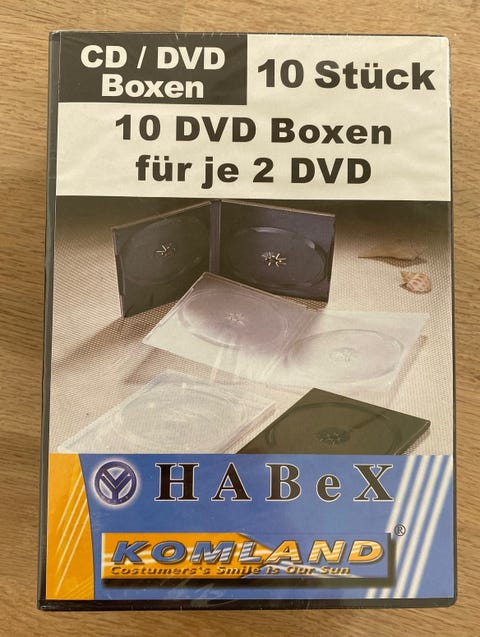 CD / DVD
Boxen
10 Stück
10 DVD Boxen
für je 2 DVD
HABeX
KOMLAND®
Costumers's Smile is Our Sun